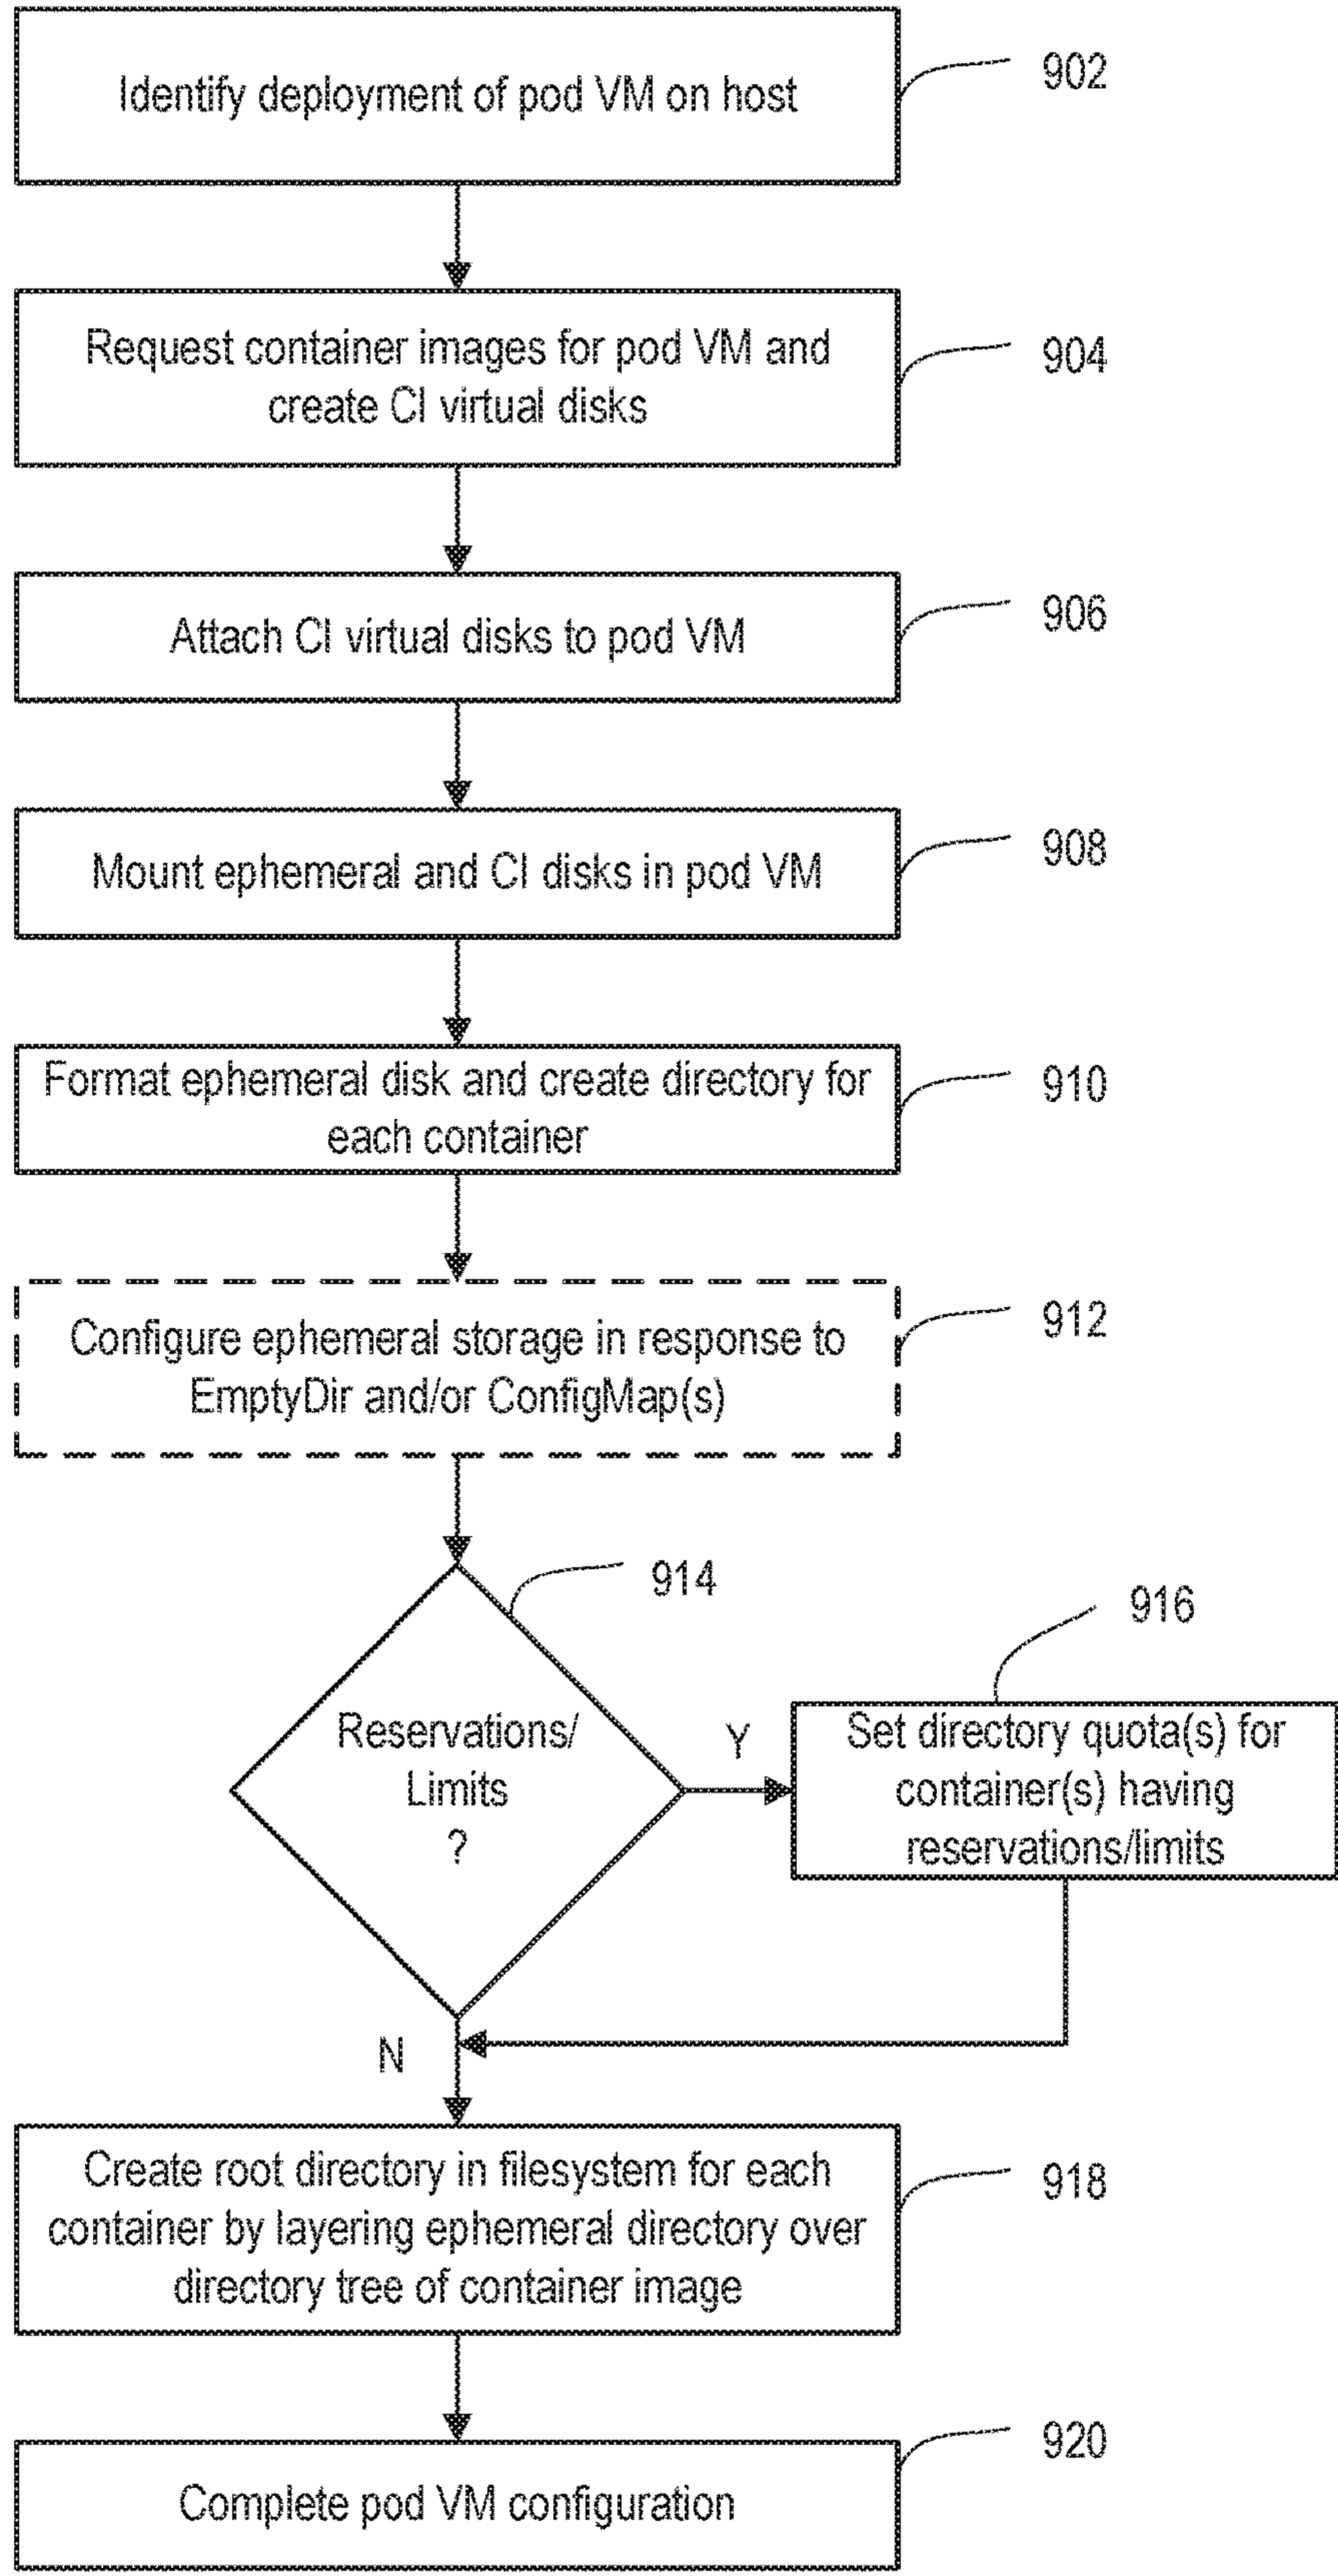 Identify deployment of pod VM on host
902
Request container images for pod VM and
create CI virtual disks
904
Attach CI virtual disks to pod VM
906
Mount ephemeral and CI disks in pod VM
908
Format ephemeral disk and create directory for
each container
910
Configure ephemeral storage in response to
EmptyDir and/or ConfigMap(s)
912
914
Reservations/
Limits
?
Y
916
Set directory quota(s) for
container(s) having
reservations/limits
N
Create root directory in filesystem for each
container by layering ephemeral directory over
directory tree of container image
918
Complete pod VM configuration
920